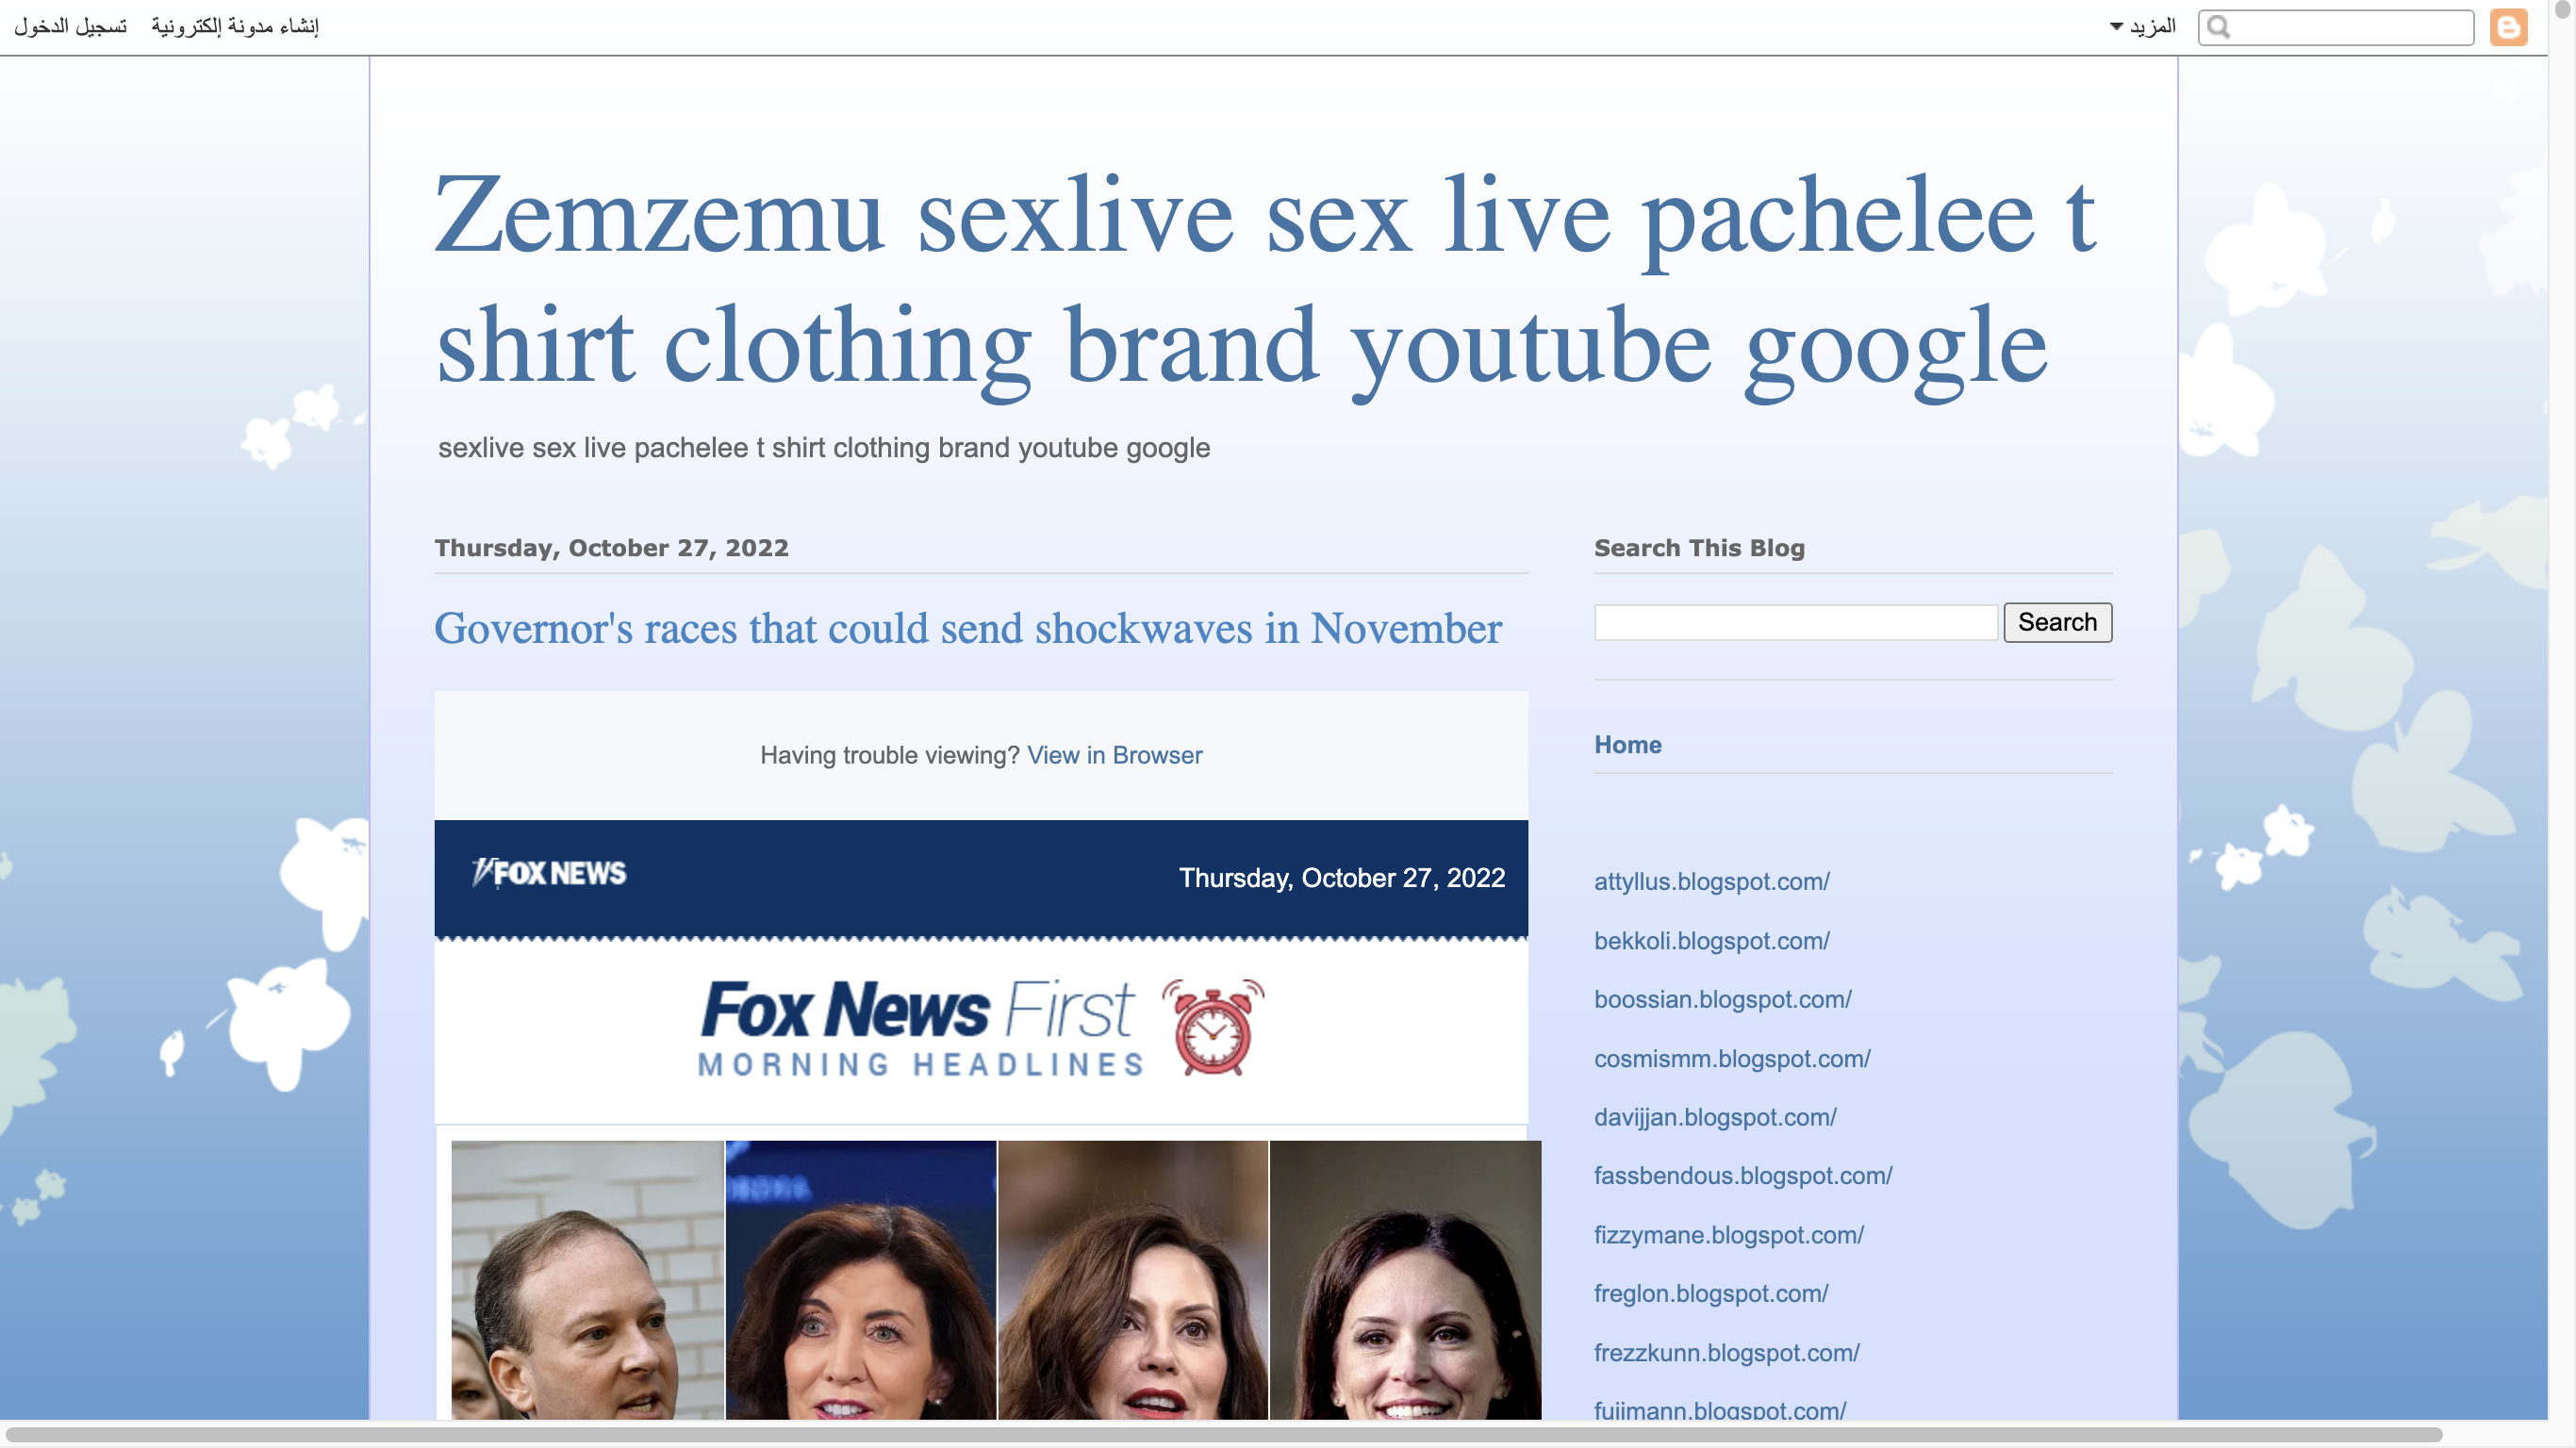 تسجيل الدخول
إنشاء مدونة إلكترونية
المزيد
Zemzemu sexlive sex live pachelee t
shirt clothing brand youtube google
sexlive sex live pachelee t shirt clothing brand youtube google
Thursday, October 27, 2022
Governor's races that could send shockwaves in November
Having trouble viewing? View in Browser
FOX NEWS
Thursday, October 27, 2022
Fox News First
MORNING HEADLINES
Search This Blog
Search
Home
attyllus.blogspot.com/
bekkoli.blogspot.com/
boossian.blogspot.com/
cosmismm.blogspot.com/
davijjan.blogspot.com/
fassbendous.blogspot.com/
fizzymane.blogspot.com/
freglon.blogspot.com/
frezzkunn.blogspot.com/
fujimann.blogspot.com/